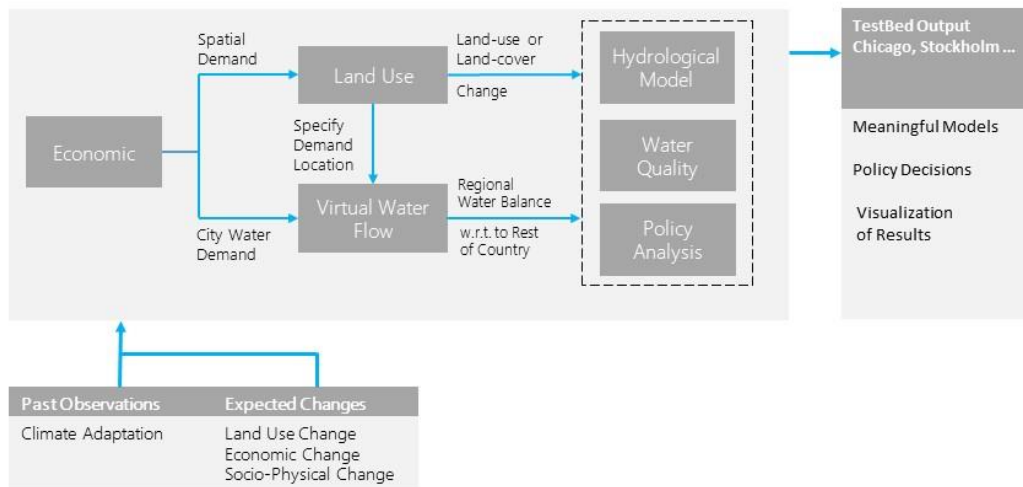 Spatial
Demand
Land Use
Land-use or
Land-cover
Change
Hydrological
Model
Economic
Specify
Demand
Location
Water
Quality
City Water
Demand
Virtual Water
Flow
Regional
Water Balance
w.r.t. to Rest
of Country
Policy
Analysis
TestBed Output
Chicago, Stockholm ...
Meaningful Models
Policy Decisions
Visualization
of Results
Past Observations
Climate Adaptation
Expected Changes
Land Use Change
Economic Change
Socio-Physical Change